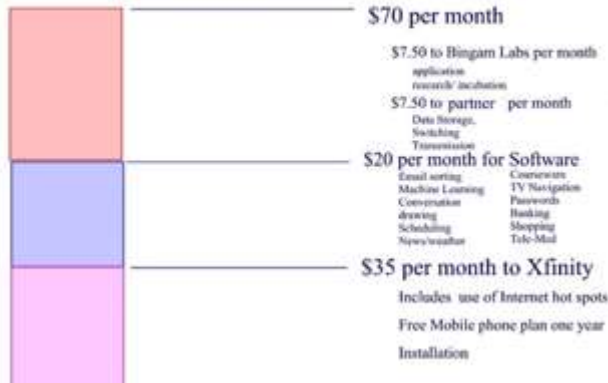 $70 per month
$7.50 to Bingam Labs per month
application
research/ incubation
$7.50 to partner per month
Data Storage,
Switching
Transmission
$20 per month for Software
Email sorting
Machine Learning
Conversation
drawing
Scheduling
News/weather
Courseware
TV Navigation
Passwords
Banking
Shopping
Tele-Med
$35 per month to Xfinity
Includes use of Internet hot spots
Free Mobile phone plan one year
Installation